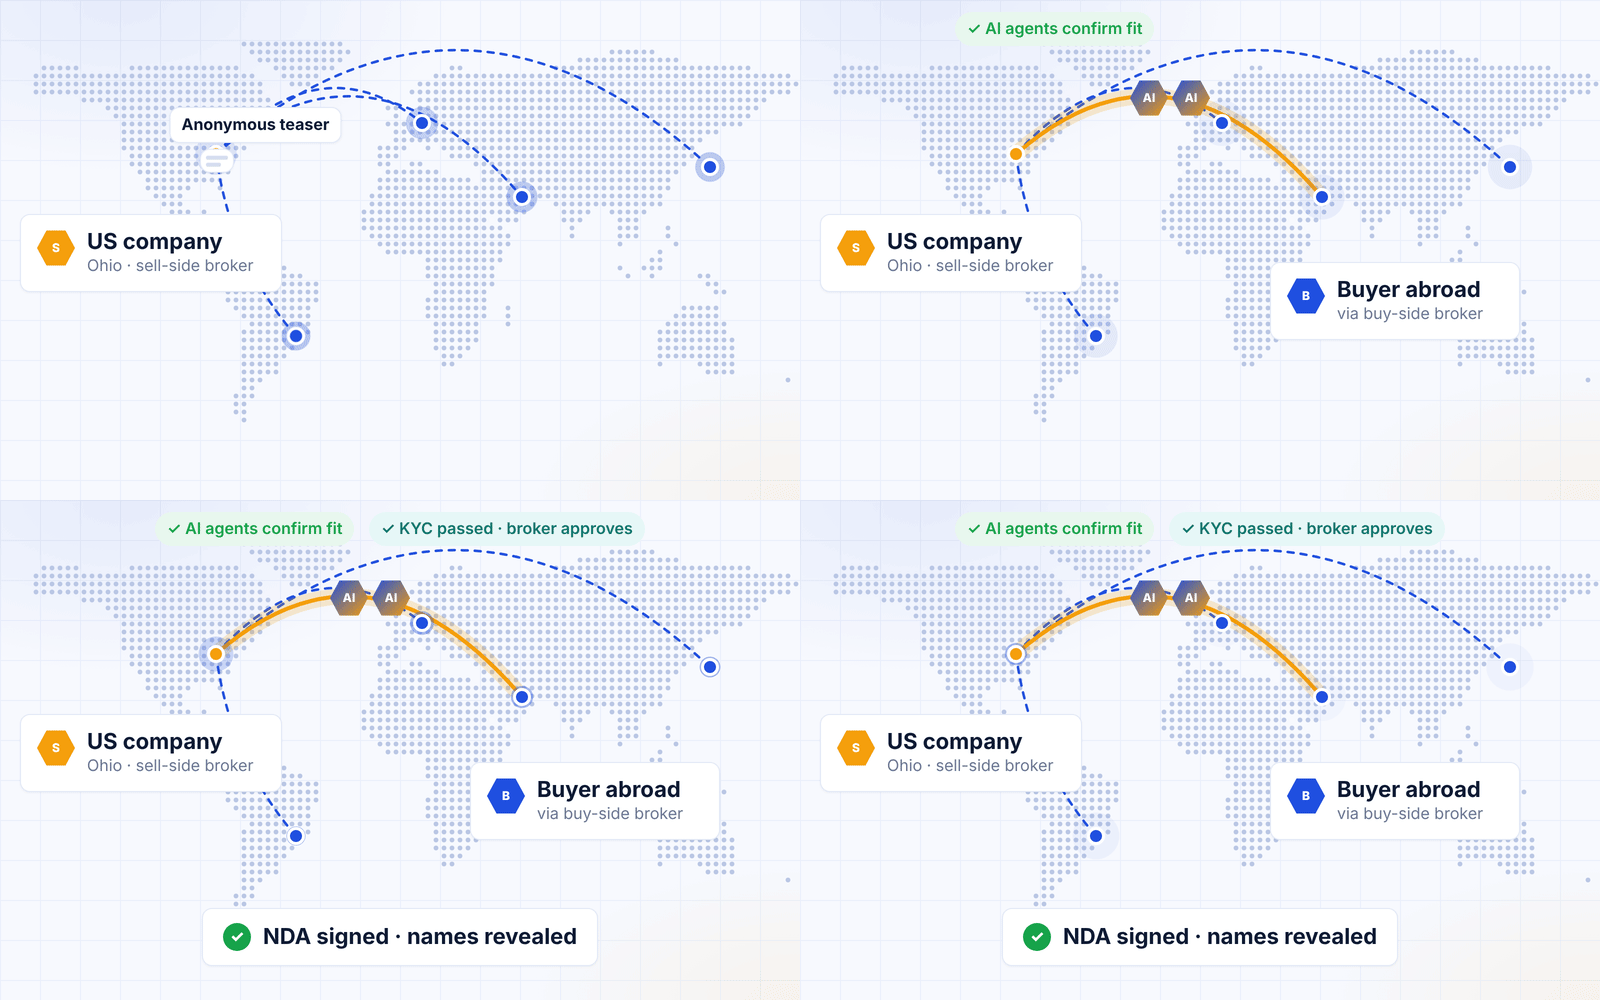 Anonymous teaser
S
US company
Ohio · sell-side broker
✓ AI agents confirm fit
AI AI
S
US company
Ohio · sell-side broker
B
Buyer abroad
via buy-side broker
✓ AI agents confirm fit
✓ KYC passed · broker approves
AI AI
S
US company
Ohio · sell-side broker
B
Buyer abroad
via buy-side broker
NDA signed · names revealed
✓ AI agents confirm fit
✓ KYC passed · broker approves
AI AI
S
US company
Ohio · sell-side broker
B
Buyer abroad
via buy-side broker
NDA signed · names revealed